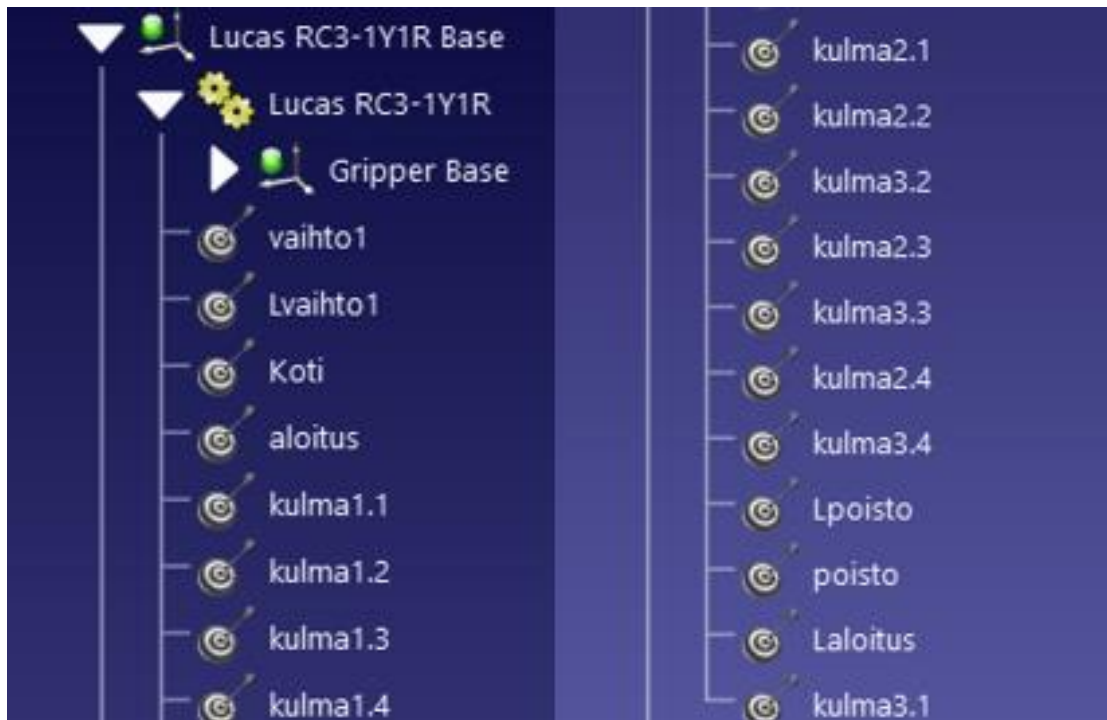 Lucas RC3-1Y1R Base
Lucas RC3-1Y1R
Gripper Base
vaihto1
Lvaihto1
Koti
aloitus
kulma1.1
kulma1.2
kulma1.3
kulma1.4
kulma2.1
kulma2.2
kulma3.2
kulma2.3
kulma3.3
kulma2.4
kulma3.4
Lpoisto
poisto
Laloitus
kulma3.1